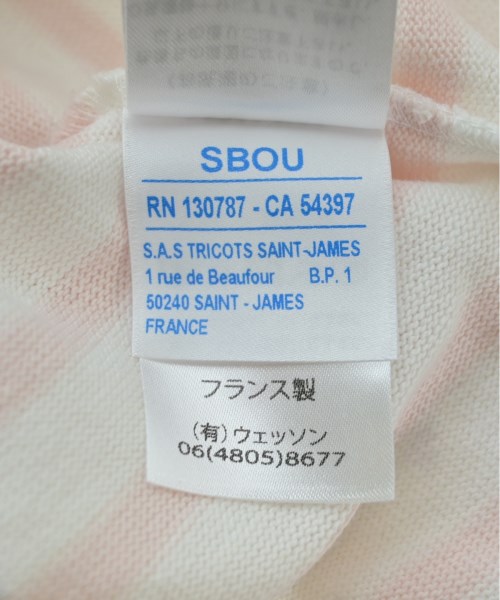 SBOU
RN 130787 - CA 54397
S.A.S TRICOTS SAINT-JAMES
1 rue de Beaufour B.P. 1
50240 SAINT - JAMES
FRANCE
フランス製
(有)ウェッソン
06(4805)8677